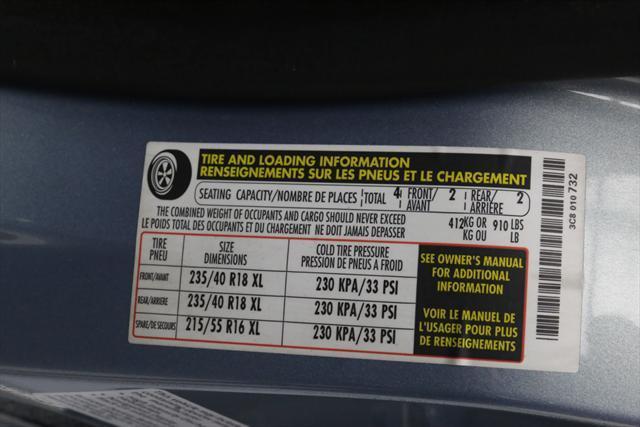 TIRE AND LOADING INFORMATION
RENSEIGNEMENTS SUR LES PNEUS ET LE CHARGEMENT
SEATING CAPACITY/NOMBRE DE PLACES TOTAL 4 FRONT/AVANT 2 REAR/ARRIÈRE 2
THE COMBINED WEIGHT OF OCCUPANTS AND CARGO SHOULD NEVER EXCEED 412 KG OR 910 LBS
LE POIDS TOTAL DES OCCUPANTS ET DU CHARGEMENT NE DOIT JAMAIS DEPASSER KG OU LB
TIRE PNEU SIZE DIMENSIONS COLD TIRE PRESSURE PRESSION DE PNEUS A FROID
FRONT/AVANT 235/40 R18 XL 230 KPA/33 PSI
REAR/ARRIERE 235/40 R18 XL 230 KPA/33 PSI
SPARE/DE SECOURS 215/55 R16 XL 230 KPA/33 PSI
SEE OWNER'S MANUAL
FOR ADDITIONAL
INFORMATION
VOIR LE MANUEL DE
L'USAGER POUR PLUS
DE RENSEIGNEMENTS
3C8 010 732